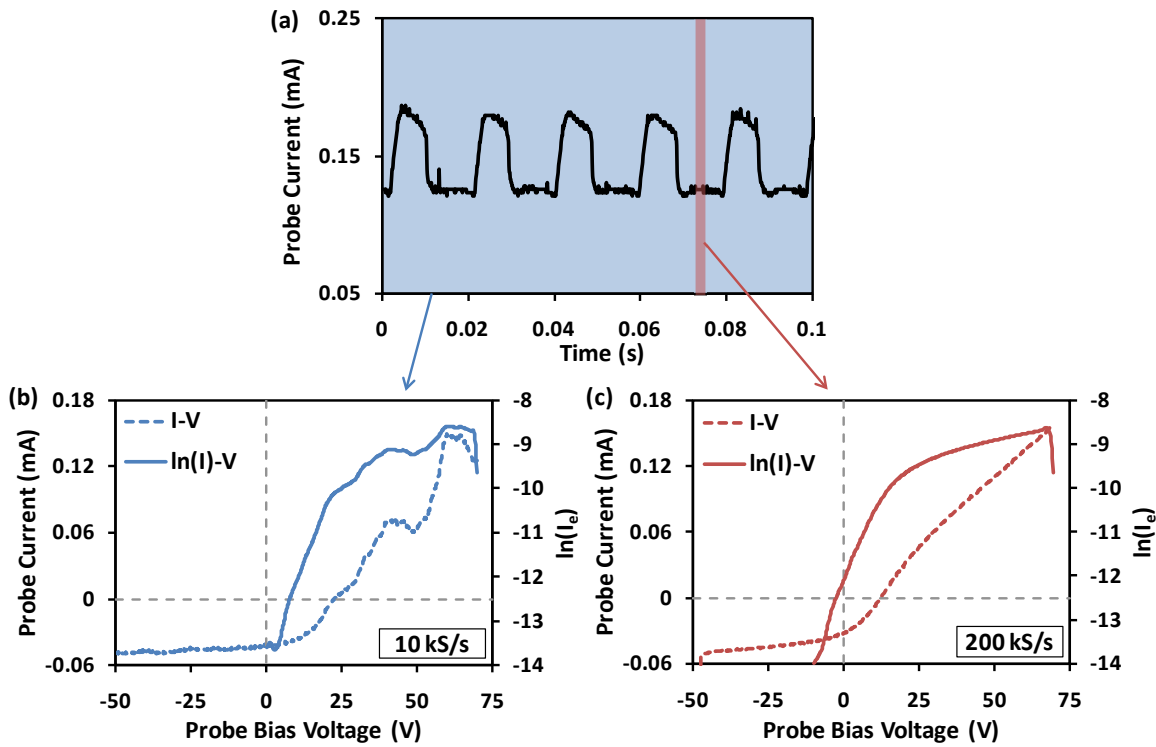 (a)
0.25
0.15
0.05
Probe Current (mA)
0 0.02 0.04 0.06 0.08 0.1
Time (s)
(b)
0.18
0.12
0.06
0
-0.06
Probe Current (mA)
I-V
ln(I)-V
10 kS/s
-8
-9
-10
-11
-12
-13
-14
ln(Ie)
-50 -25 0 25 50 75
Probe Bias Voltage (V)
(c)
0.18
0.12
0.06
0
-0.06
Probe Current (mA)
I-V
ln(I)-V
200 kS/s
-8
-9
-10
-11
-12
-13
-14
ln(Ie)
-50 -25 0 25 50 75
Probe Bias Voltage (V)